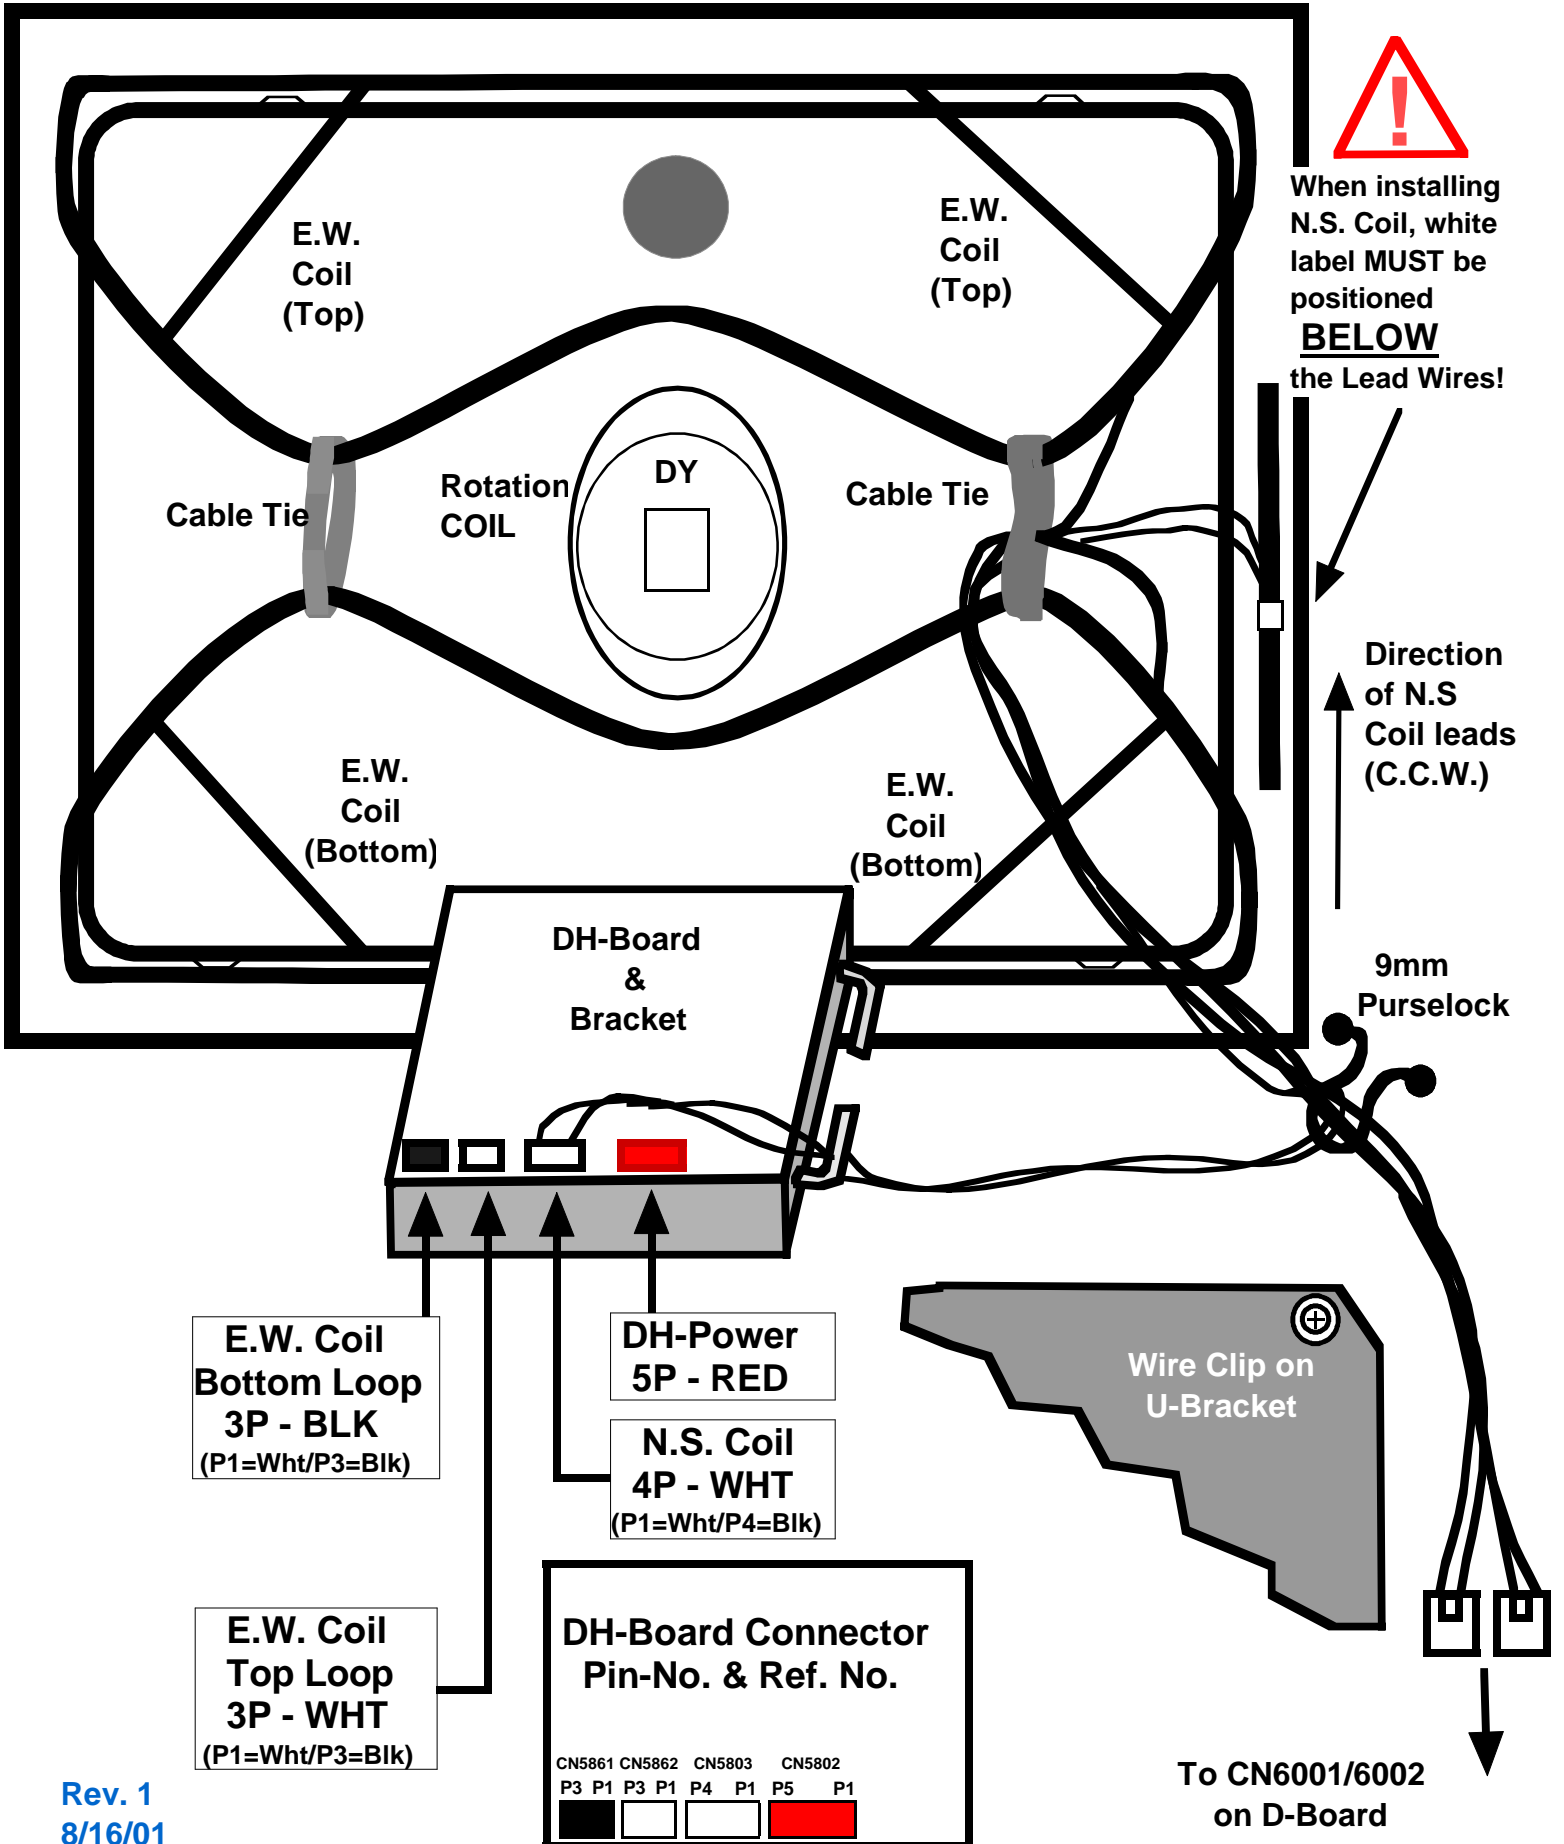 !
When installing
N.S. Coil, white
label MUST be
positioned
BELOW
the Lead Wires!
E.W.
Coil
(Top)
E.W.
Coil
(Top)
Cable Tie
Rotation
COIL
DY
Cable Tie
Direction
of N.S
Coil leads
(C.C.W.)
E.W.
Coil
(Bottom)
E.W.
Coil
(Bottom)
DH-Board
&
Bracket
9mm
Purselock
E.W. Coil
Bottom Loop
3P - BLK
(P1=Wht/P3=Blk)
DH-Power
5P - RED
N.S. Coil
4P - WHT
(P1=Wht/P4=Blk)
Wire Clip on
U-Bracket
E.W. Coil
Top Loop
3P - WHT
(P1=Wht/P3=Blk)
DH-Board Connector
Pin-No. & Ref. No.
CN5861 CN5862 CN5803 CN5802
P3 P1 P3 P1 P4 P1 P5 P1
To CN6001/6002
on D-Board
Rev. 1
8/16/01